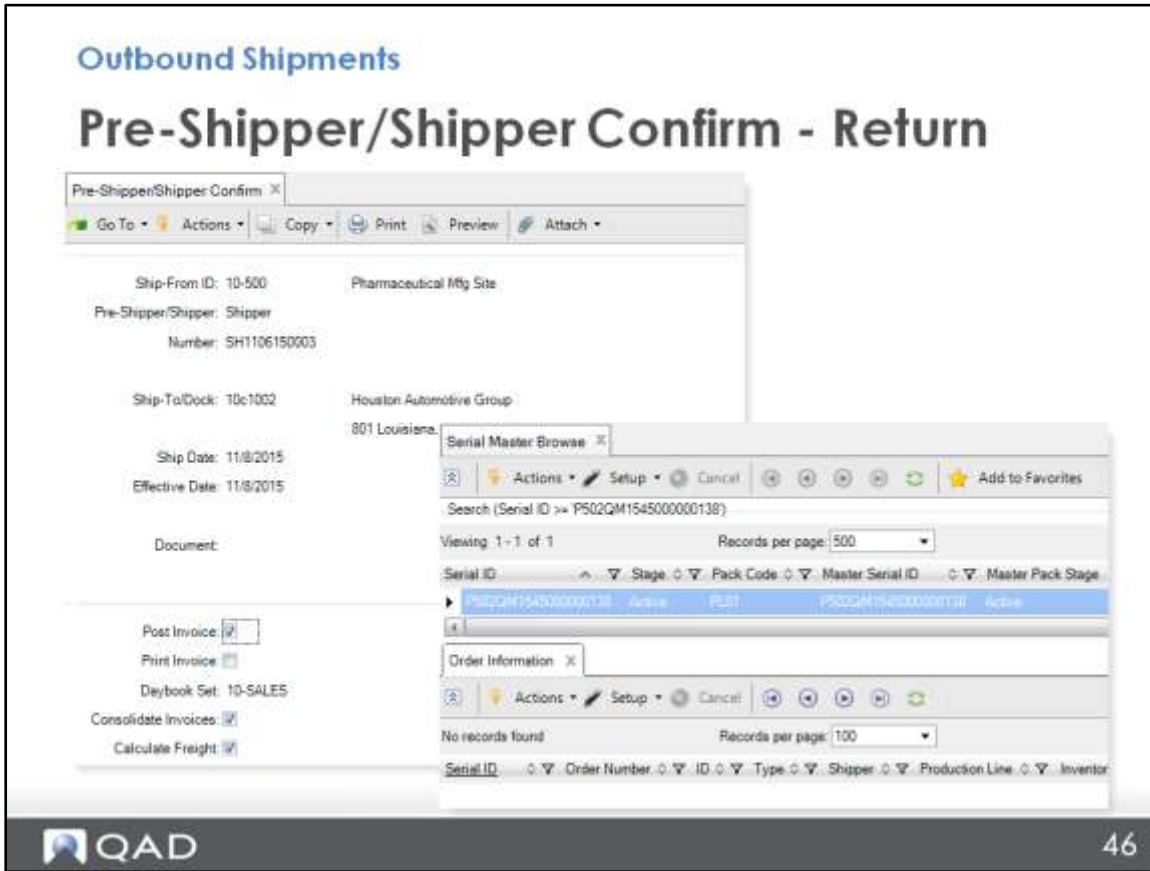 Outbound Shipments
Pre-Shipper/Shipper Confirm - Return
Pre-Shipper/Shipper Confirm
Go To Actions Copy Print Preview Attach
Ship-From ID: 10-500 Pharmaceutical Mfg Site
Pre-Shipper/Shipper: Shipper
Number: SH1106150003
Ship-To/Dock: 10c1002 Houston Automotive Group
801 Louisiana,
Ship Date: 11/8/2015
Effective Date: 11/8/2015
Document:
Post Invoice:
Print Invoice:
Daybook Set: 10-SALES
Consolidate Invoices:
Calculate Freight:
Serial Master Browse
Actions Setup Cancel Add to Favorites
Search (Serial ID >= 'P502QM1545000000138')
Viewing 1 - 1 of 1 Records per page: 500
Serial ID Stage Pack Code Master Serial ID Master Pack Stage
P502QM1545000000138 Active PL01 P502QM1545000000138 Active
Order Information
Actions Setup Cancel
No records found Records per page: 100
Serial ID Order Number ID Type Shipper Production Line Inventor
QAD 46